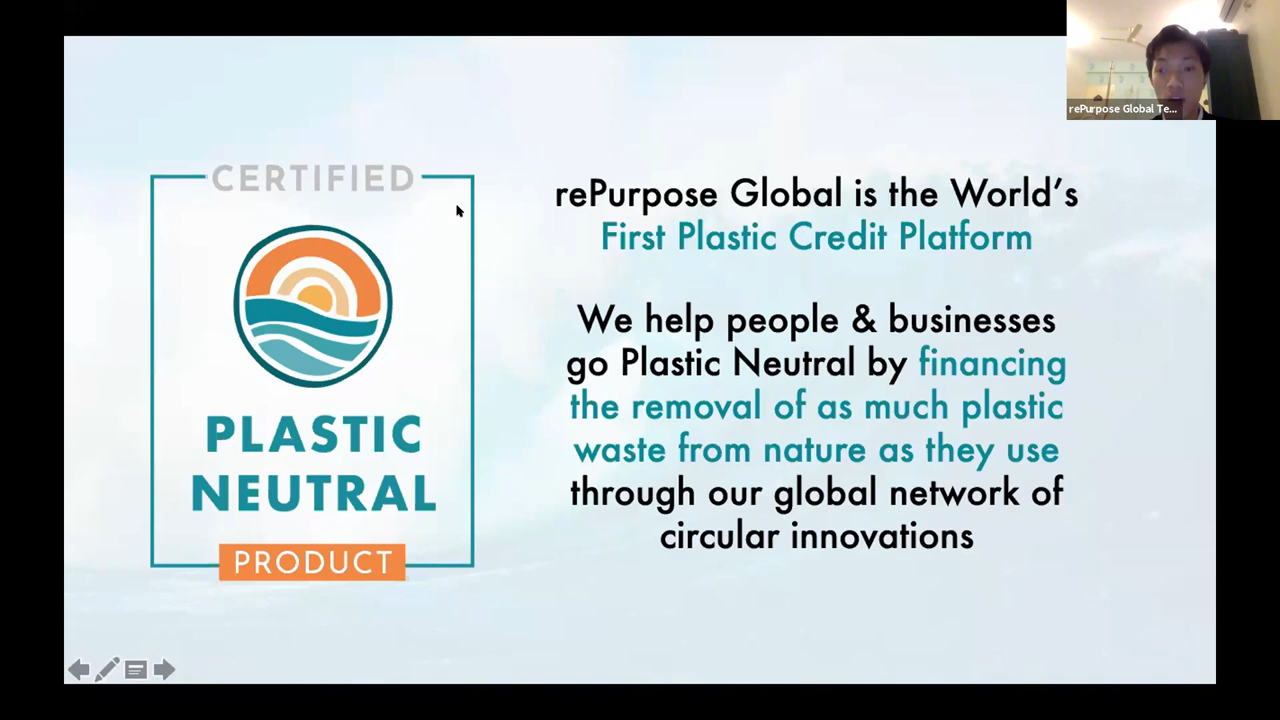 CERTIFIED
PLASTIC
NEUTRAL
PRODUCT
rePurpose Global is the World’s
First Plastic Credit Platform
We help people & businesses
go Plastic Neutral by financing
the removal of as much plastic
waste from nature as they use
through our global network of
circular innovations
rePurpose Global Te...